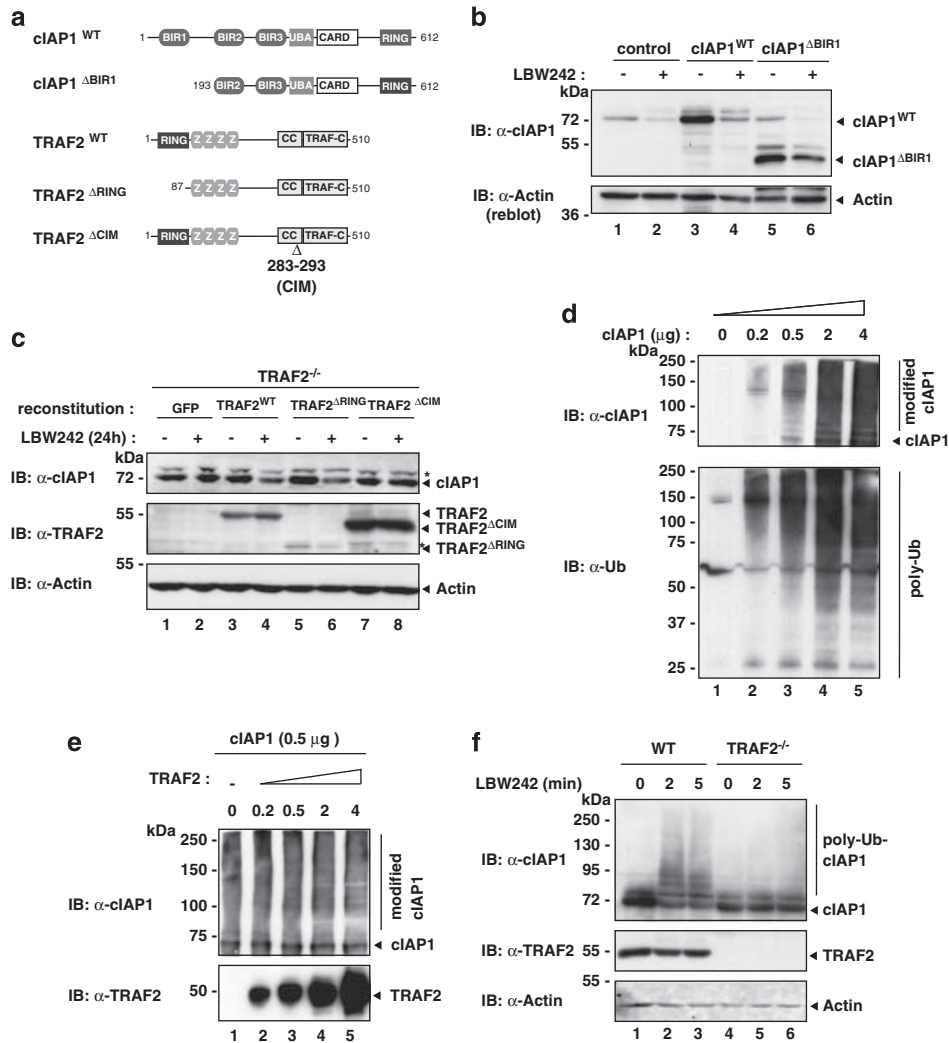 a
cIAP1 WT 1 BIR1 BIR2 BIR3 UBA CARD RING 612
cIAP1 ΔBIR1 193 BIR2 BIR3 UBA CARD RING 612
TRAF2 WT 1 RING Z Z Z Z CC TRAF-C 510
TRAF2 ΔRING 87 Z Z Z Z CC TRAF-C 510
TRAF2 ΔCIM 1 RING Z Z Z Z CC TRAF-C 510
Δ
283-293
(CIM)
b
control cIAP1WT cIAP1ΔBIR1
LBW242 : - + - + - +
kDa
72 -
IB: α-cIAP1
55 -
cIAP1WT
cIAP1ΔBIR1
IB: α-Actin
(reblot)
Actin
36 -
1 2 3 4 5 6
c
TRAF2-/-
reconstitution : GFP TRAF2WT TRAF2ΔRING TRAF2ΔCIM
LBW242 (24h) : - + - + - + - +
kDa
IB: α-cIAP1 72 - * cIAP1
55 - TRAF2
IB: α-TRAF2 TRAF2ΔCIM
* TRAF2ΔRING
55 -
IB: α-Actin Actin
1 2 3 4 5 6 7 8
d
cIAP1 (μg) : 0 0.2 0.5 2 4
kDa
250 -
150 -
100 -
75 -
IB: α-cIAP1
modified
cIAP1
cIAP1
250 -
150 -
100 -
75 -
50 -
37 -
25 -
IB: α-Ub
poly-Ub
1 2 3 4 5
e
cIAP1 (0.5 μg )
TRAF2 : -
0 0.2 0.5 2 4
kDa
250 -
150 -
100 -
75 -
IB: α-cIAP1
modified
cIAP1
cIAP1
IB: α-TRAF2 50 - TRAF2
1 2 3 4 5
f
WT TRAF2-/-
LBW242 (min) 0 2 5 0 2 5
kDa
250 -
130 -
95 -
72 -
IB: α-cIAP1
poly-Ub-
cIAP1
cIAP1
IB: α-TRAF2 55 - TRAF2
55 -
IB: α-Actin Actin
1 2 3 4 5 6